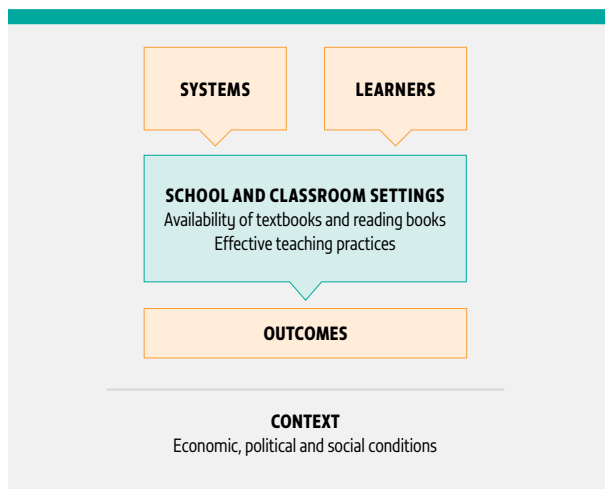 SYSTEMS
LEARNERS
SCHOOL AND CLASSROOM SETTINGS
Availability of textbooks and reading books
Effective teaching practices
OUTCOMES
CONTEXT
Economic, political and social conditions